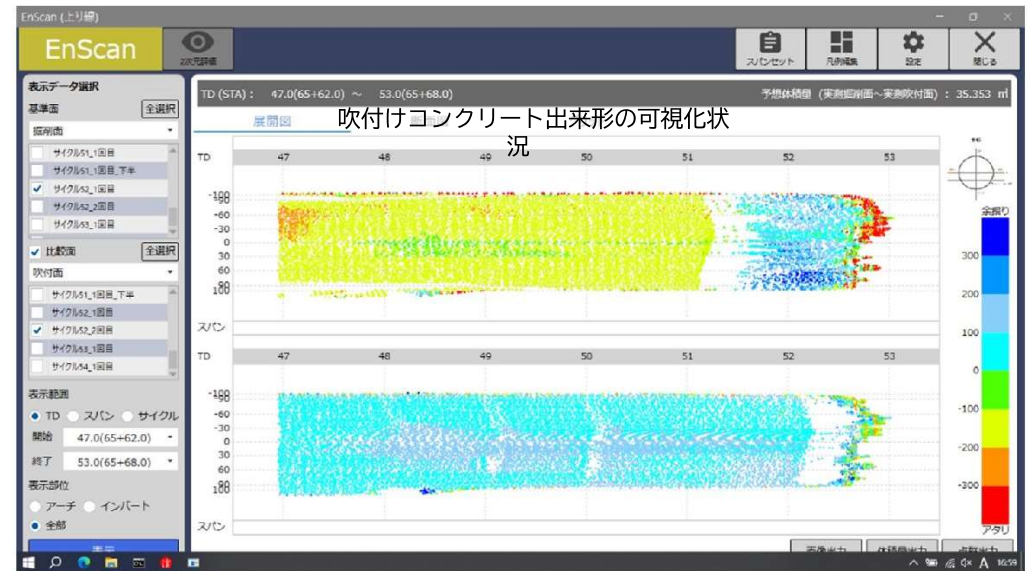 EnScan (上り線)
EnScan
2次元評価
スパンセット
凡例編集
設定
閉じる
表示データ選択
基準面
全選択
掘削面
サイクル51_1回目
サイクル51_1回目_下半
サイクル52_1回目
サイクル52_2回目
サイクル53_1回目
比較面
全選択
吹付面
サイクル51_1回目_下半
サイクル52_1回目
サイクル52_2回目
サイクル53_1回目
サイクル54_1回目
表示範囲
TD スパン サイクル
開始 47.0(65+62.0)
終了 53.0(65+68.0)
表示部位
アーチ インバート
全部
表示
TD (STA) : 47.0(65+62.0) ～ 53.0(65+68.0)
予想体積量 (実測掘削面～実測吹付面) : 35.353 ㎥
展開図
吹付けコンクリート出来形の可視化状
況
TD 47 48 49 50 51 52 53
-100
-60
-30
0
30
60
100
スパン
TD 47 48 49 50 51 52 53
-100
-60
-30
0
30
60
100
スパン
余掘り
300
200
100
0
-100
-200
-300
アタリ
画像出力
体積量出力
点群出力
A 16:59